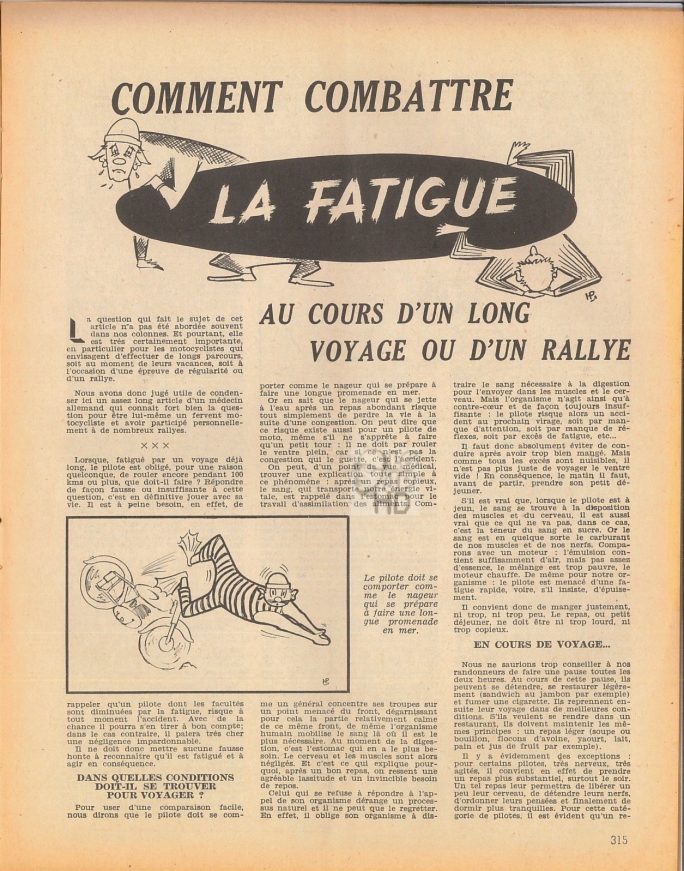 COMMENT COMBATTRE
LA FATIGUE
AU COURS D'UN LONG
VOYAGE OU D'UN RALLYE
La question qui fait le sujet de cet
article n'a pas été abordée souvent
dans nos colonnes. Et pourtant, elle
est très certainement importante,
en particulier pour les motocyclistes qui
envisagent d'effectuer de longs parcours,
soit au moment de leurs vacances, soit à
l'occasion d'une épreuve de régularité ou
d'un rallye.
Nous avons donc jugé utile de conden-
ser ici un assez long article d'un médecin
allemand qui connaît fort bien la ques-
tion pour être lui-même un fervent mo-
tocycliste et avoir participé personnelle-
ment à de nombreux rallyes.
× × ×
Lorsque, fatigué par un voyage déjà
long, le pilote est obligé, pour une raison
quelconque, de rouler encore pendant 100
kms ou plus, que doit-il faire ? Répondre
de façon fausse ou insuffisante à cette
question, c'est en définitive jouer avec sa
vie. Il est à peine besoin, en effet, de
rappeler qu'un pilote dont les facultés
sont diminuées par la fatigue, risque à
tout moment l'accident. Avec de la
chance il pourra s'en tirer à bon compte;
dans le cas contraire, il paiera très cher
une négligence impardonnable.
Il ne doit donc mettre aucune fausse
honte à reconnaître qu'il est fatigué et à
agir en conséquence.
DANS QUELLES CONDITIONS
DOIT-IL SE TROUVER
POUR VOYAGER ?
Pour user d'une comparaison facile,
nous dirons que le pilote doit se com-
porter comme le nageur qui se prépare à
faire une longue promenade en mer.
Or en sait que le nageur qui se jette
à l'eau après un repas abondant risque
tout simplement de perdre la vie à la
suite d'une congestion. On peut dire que
ce risque existe aussi pour un pilote de
moto, même s'il ne s'apprête à faire
qu'un petit tour : il ne doit pas rouler
le ventre plein, car si ce n'est pas la
congestion qui le guette, c'est l'accident.
On peut, d'un point médical,
trouver une explication toute simple à
ce phénomène : après un repas copieux,
le sang, qui transporte notre énergie vi-
tale, est rappelé dans pour le
travail d'assimilation des aliments. Com-
me un général concentre ses troupes sur
un point menacé du front, dégarnissant
pour cela la partie relativement calme
de ce même front, de même l'organisme
humain mobilise le sang là où il est le
plus nécessaire. Au moment de la diges-
tion, c'est l'estomac qui en a le plus be-
soin. Le cerveau et les muscles sont alors
négligés. Et c'est ce qui explique pour-
quoi, après un bon repas, on ressent une
agréable lassitude et un invincible besoin
de repos.
Celui qui se refuse à répondre à l'ap-
pel de son organisme dérange un proces-
sus naturel et il ne peut que le regretter.
En effet, il oblige son organisme à dis-
traire le sang nécessaire à la digestion
pour l'envoyer dans les muscles et le cer-
veau. Mais l'organisme n'agit ainsi qu'à
contre-cœur et de façon toujours insuf-
fisante : le pilote risque alors un acci-
dent au prochain virage, soit par man-
que d'attention, soit par manque de ré-
flexes, soit par excès de fatigue, etc...
Il faut donc absolument éviter de con-
duire après avoir trop bien mangé. Mais
comme tous les excès sont nuisibles, il
n'est pas plus juste de voyager le ventre
vide ! En conséquence, le matin il faut,
avant de partir, prendre son petit dé-
jeuner.
S'il est vrai que, lorsque le pilote est à
jeun, le sang se trouve à la disposition
des muscles et du cerveau, il est aussi
vrai que ce qui ne va pas, dans ce cas,
c'est la teneur du sang en sucre. Or le
sang est en quelque sorte le carburant
de nos muscles et de nos nerfs. Compa-
rons avec un moteur : l'émulsion con-
tient suffisamment d'air, mais pas assez
d'essence, le mélange est trop pauvre, le
moteur chauffe. De même pour notre or-
ganisme : le pilote est menacé d'une fa-
tigue rapide, voire, s'il insiste, d'épuise-
ment.
Il convient donc de manger justement,
ni trop, ni trop peu. Le repas, ou petit
déjeuner, ne doit être ni trop lourd, ni
trop copieux.
EN COURS DE VOYAGE...
Nous ne saurions trop conseiller à nos
randonneurs de faire une pause toutes les
deux heures. Au cours de cette pause, ils
peuvent se détendre, se restaurer légère-
ment (sandwich au jambon par exemple)
et fumer une cigarette. Ils reprennent en-
suite leur voyage dans de meilleures con-
ditions. S'ils veulent se rendre dans un
restaurant, ils doivent maintenir les mê-
mes principes : un repas léger (soupe ou
bouillon, flocons d'avoine, yaourt, lait,
pain et jus de fruit par exemple).
Il y a évidemment des exceptions :
pour certains pilotes, très nerveux, très
agités, il convient en effet de prendre
un repas plus substantiel, surtout le soir.
Un tel repas leur permettra de libérer un
peu leur cerveau, de détendre leurs nerfs,
d'ordonner leurs pensées et finalement de
dormir plus tranquilles. Pour cette caté-
gorie de pilotes, il est évident qu'un re-
Le pilote doit se
comporter com-
me le nageur
qui se prépare
à faire une lon-
gue promenade
en mer.
315